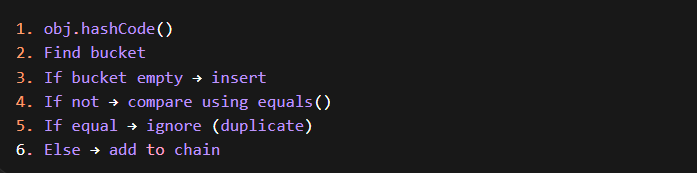 1. obj.hashCode()
2. Find bucket
3. If bucket empty → insert
4. If not → compare using equals()
5. If equal → ignore (duplicate)
6. Else → add to chain